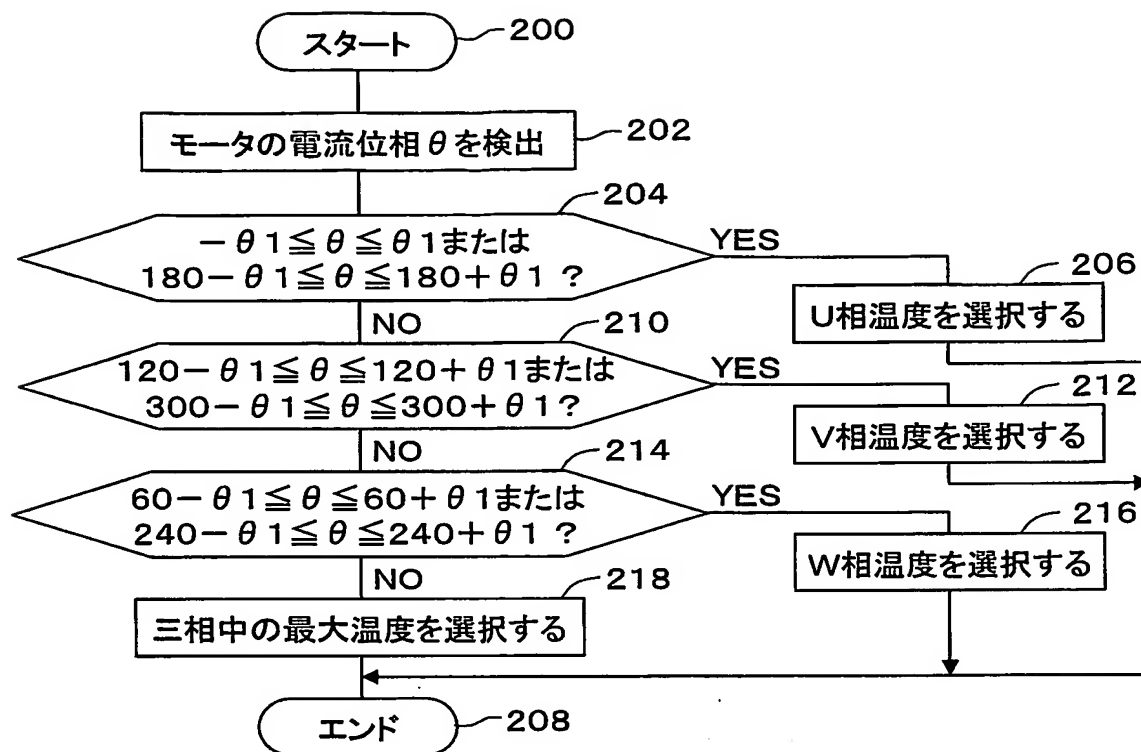 スタート
200
モータの電流位相θを検出
202
204
－θ1≦θ≦θ1または
180－θ1≦θ≦180＋θ1？
YES
206
U相温度を選択する
NO
210
120－θ1≦θ≦120＋θ1または
300－θ1≦θ≦300＋θ1？
YES
212
V相温度を選択する
NO
214
60－θ1≦θ≦60＋θ1または
240－θ1≦θ≦240＋θ1？
YES
216
W相温度を選択する
NO
218
三相中の最大温度を選択する
エンド
208